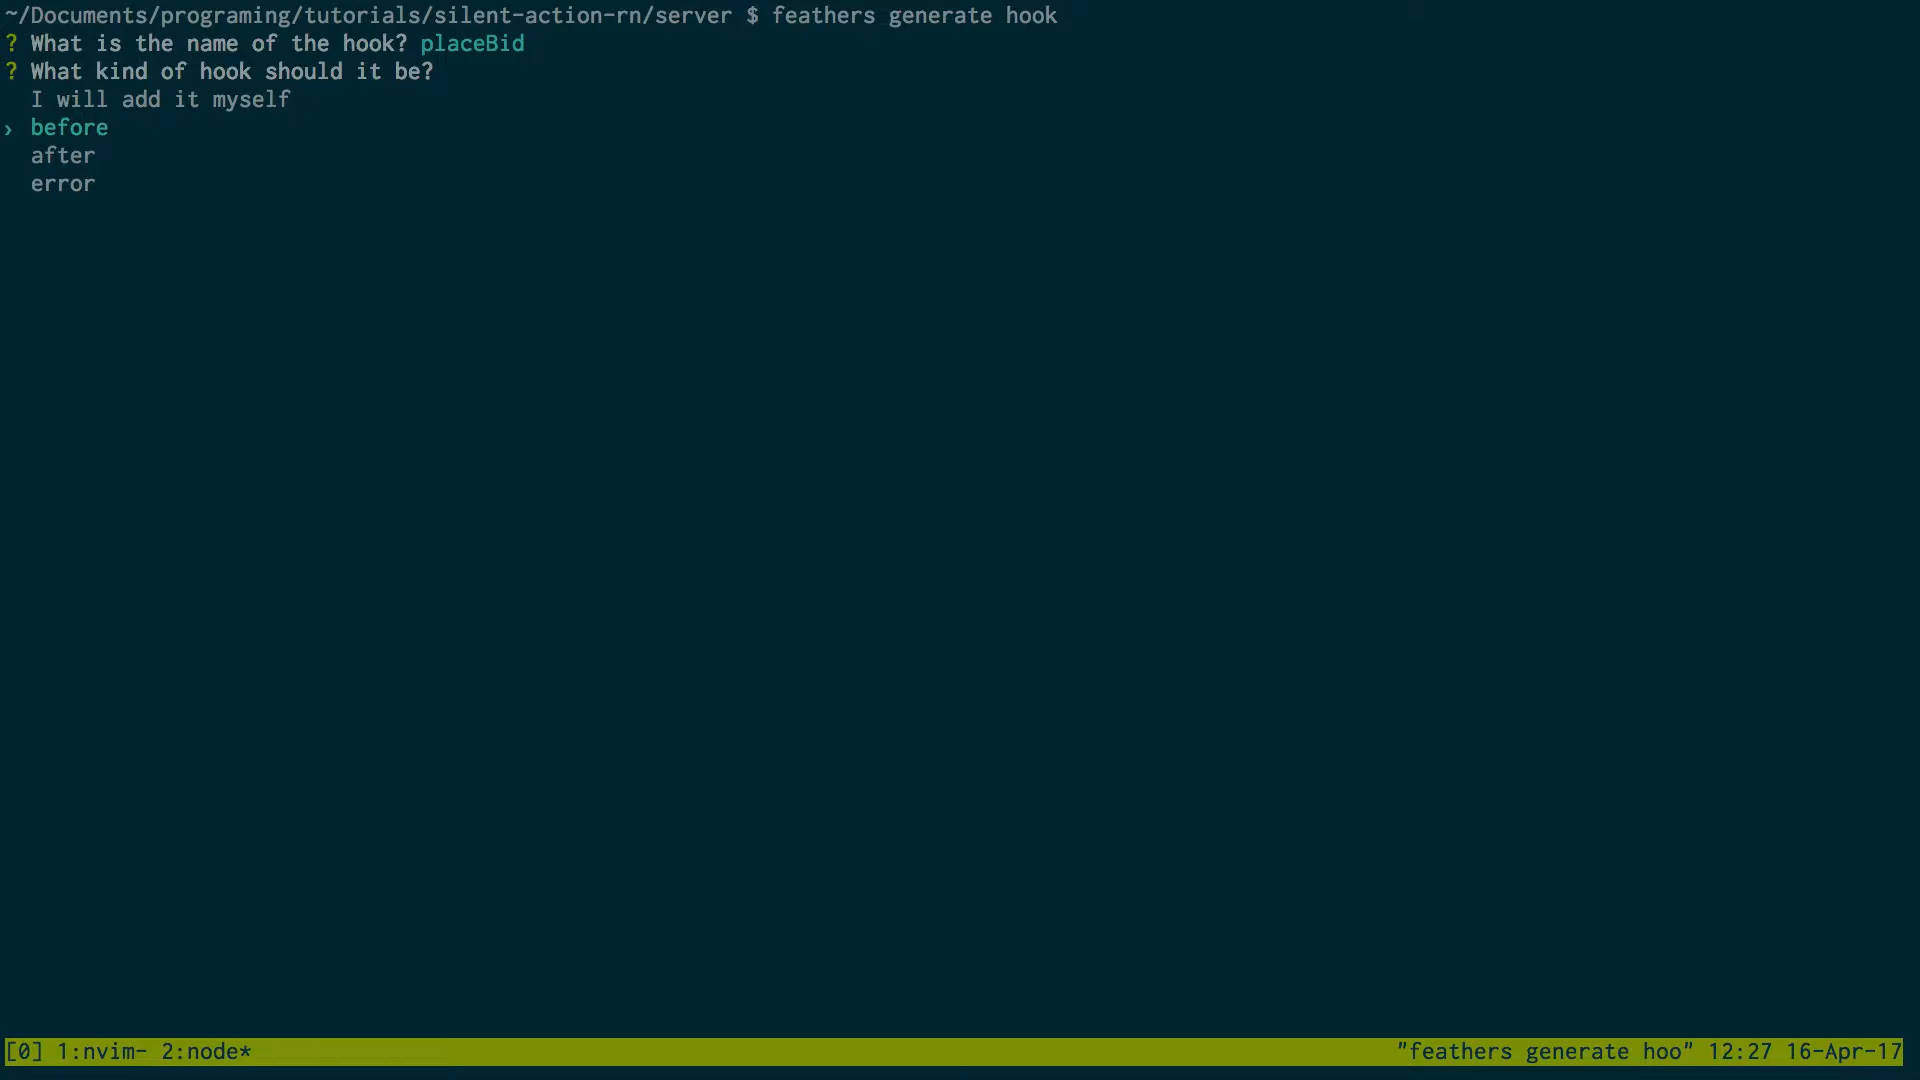 ~/Documents/programing/tutorials/silent-action-rn/server $ feathers generate hook
? What is the name of the hook? placeBid
? What kind of hook should it be?
I will add it myself
› before
after
error
[0] 1:nvim- 2:node* "feathers generate hoo" 12:27 16-Apr-17